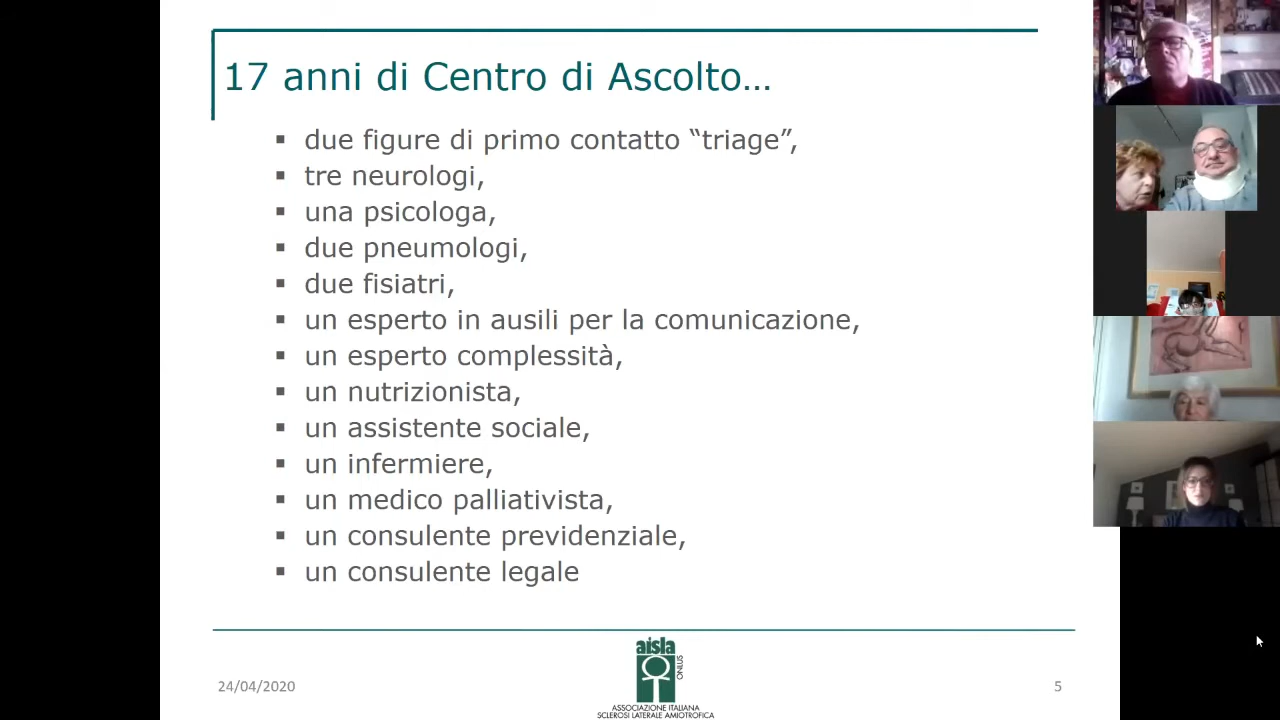 17 anni di Centro di Ascolto...
▪ due figure di primo contatto “triage”,
▪ tre neurologi,
▪ una psicologa,
▪ due pneumologi,
▪ due fisiatri,
▪ un esperto in ausili per la comunicazione,
▪ un esperto complessità,
▪ un nutrizionista,
▪ un assistente sociale,
▪ un infermiere,
▪ un medico palliativista,
▪ un consulente previdenziale,
▪ un consulente legale
24/04/2020
aisla
ONLUS
ASSOCIAZIONE ITALIANA
SCLEROSI LATERALE AMIOTROFICA
5